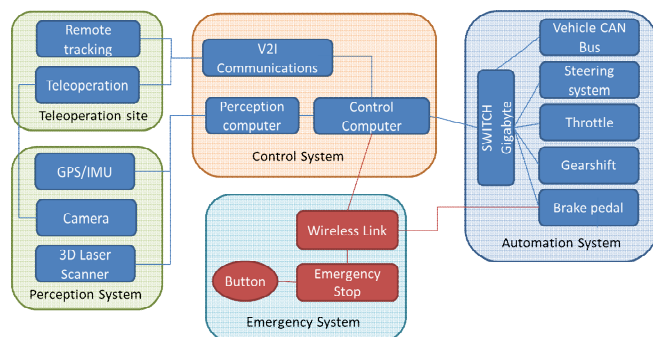 Remote
tracking
Teleoperation
Teleoperation site
GPS/IMU
Camera
3D Laser
Scanner
Perception System
V2I
Communications
Perception
computer
Control
Computer
Control System
Wireless Link
Button
Emergency
Stop
Emergency System
SWITCH
Gigabyte
Vehicle CAN
Bus
Steering
system
Throttle
Gearshift
Brake pedal
Automation System